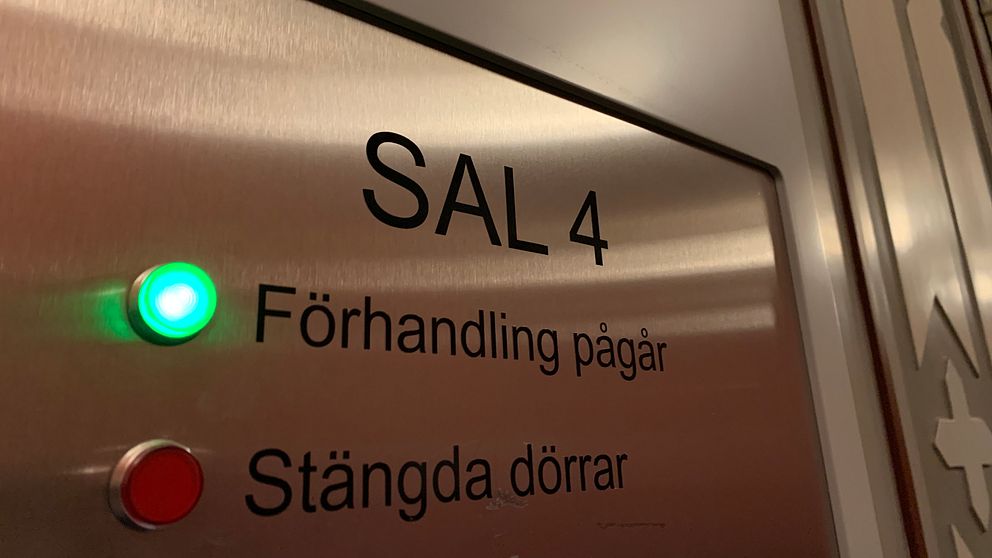 SAL 4
Förhandling pågår
Stängda dörrar